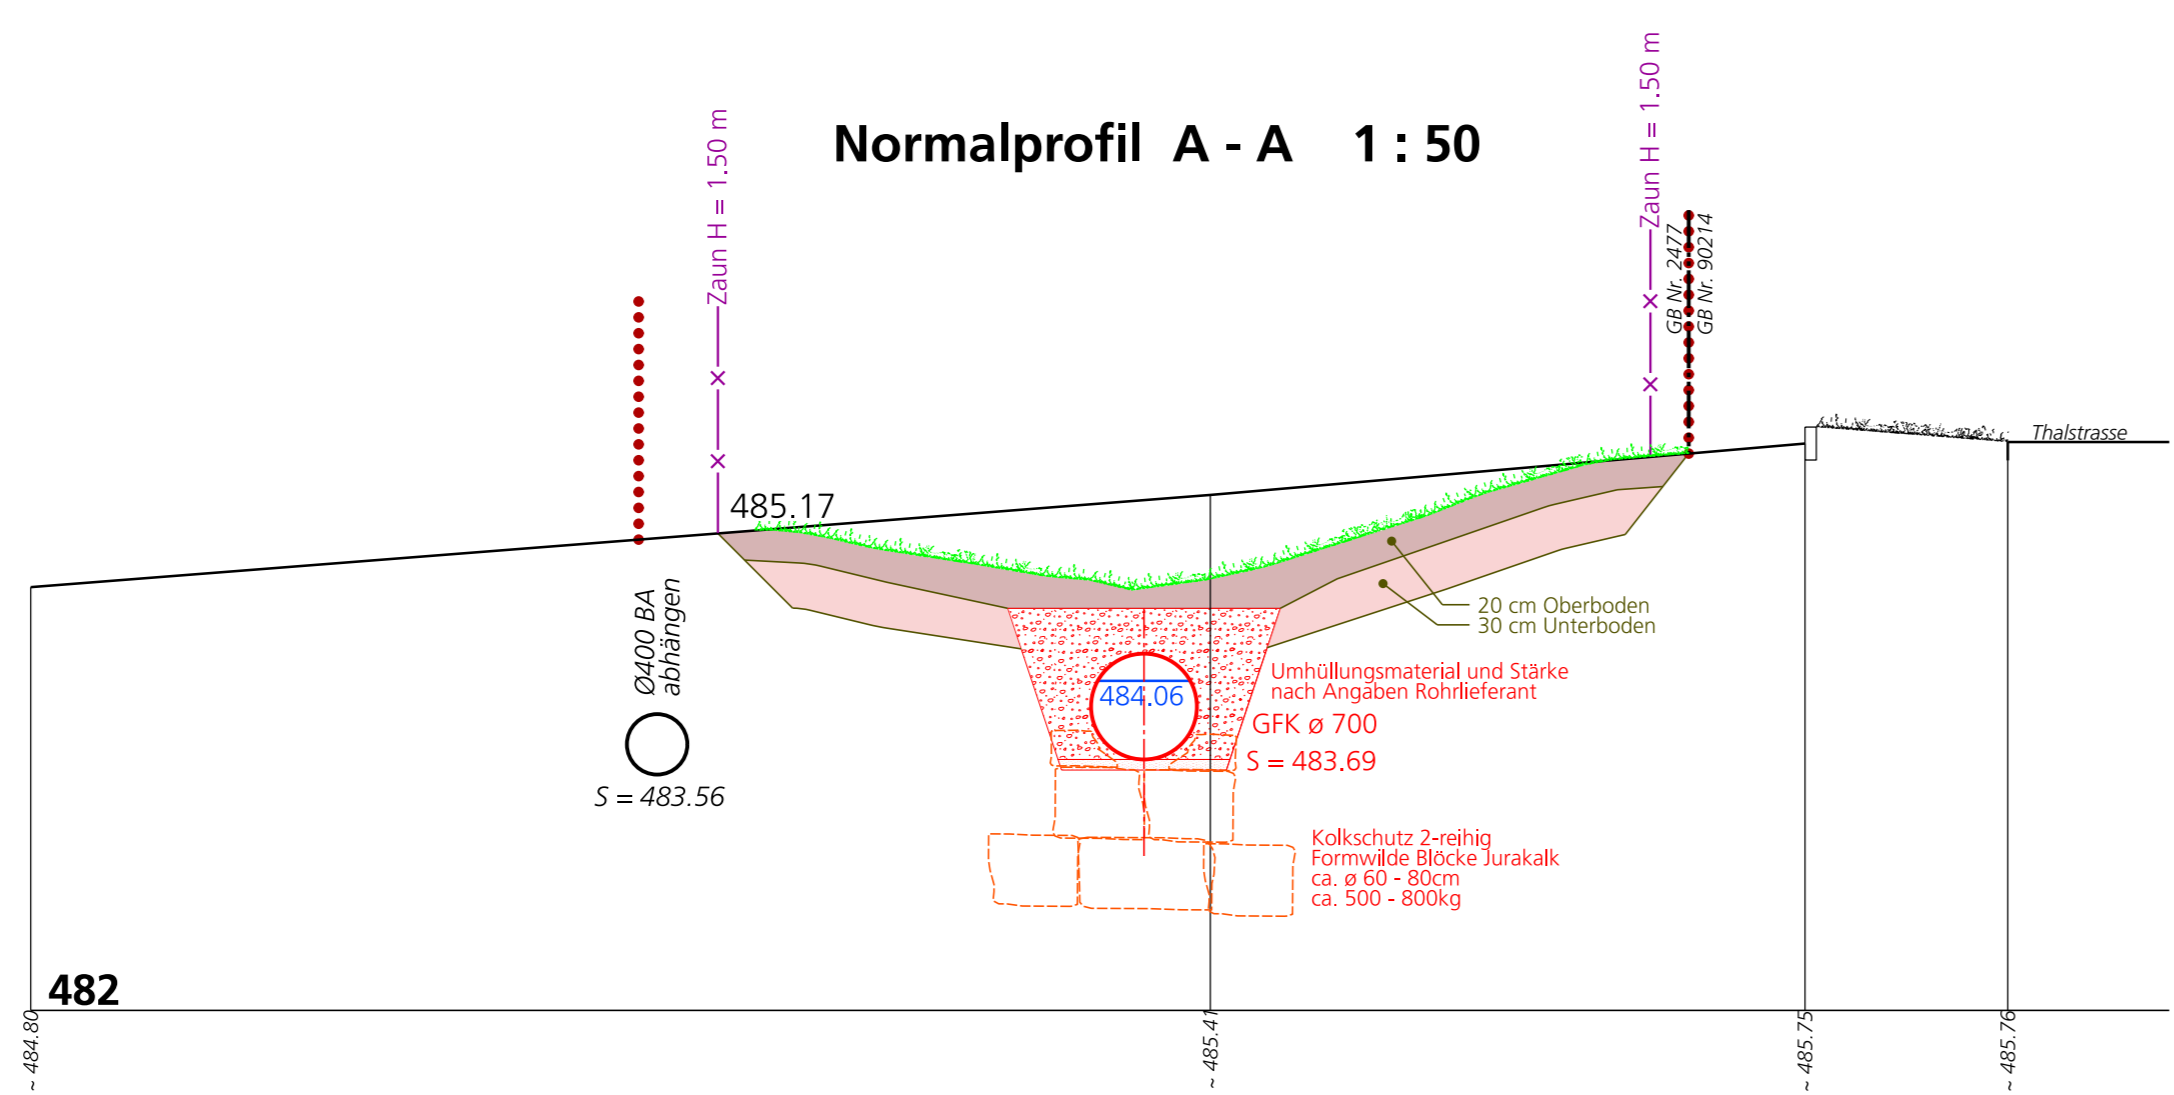 Normalprofil A - A 1 : 50
Zaun H = 1.50 m
Zaun H = 1.50 m
GB Nr. 2477
GB Nr. 90214
Thalstrasse
485.17
20 cm Oberboden
30 cm Unterboden
Ø400 BA
abhängen
S = 483.56
484.06
Umhüllungsmaterial und Stärke
nach Angaben Rohrlieferant
GFK ø 700
S = 483.69
Kolkschutz 2-reihig
Formwilde Blöcke Jurakalk
ca. ø 60 - 80cm
ca. 500 - 800kg
482
~ 484.80
~ 485.41
~ 485.75
~ 485.76